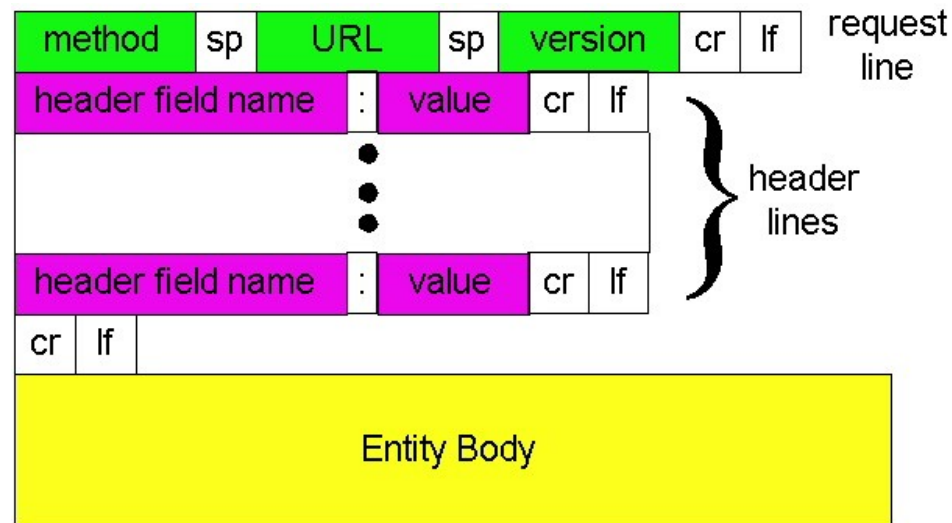 method sp URL sp version cr lf request line
header field name : value cr lf
header lines
header field name : value cr lf
cr lf
Entity Body